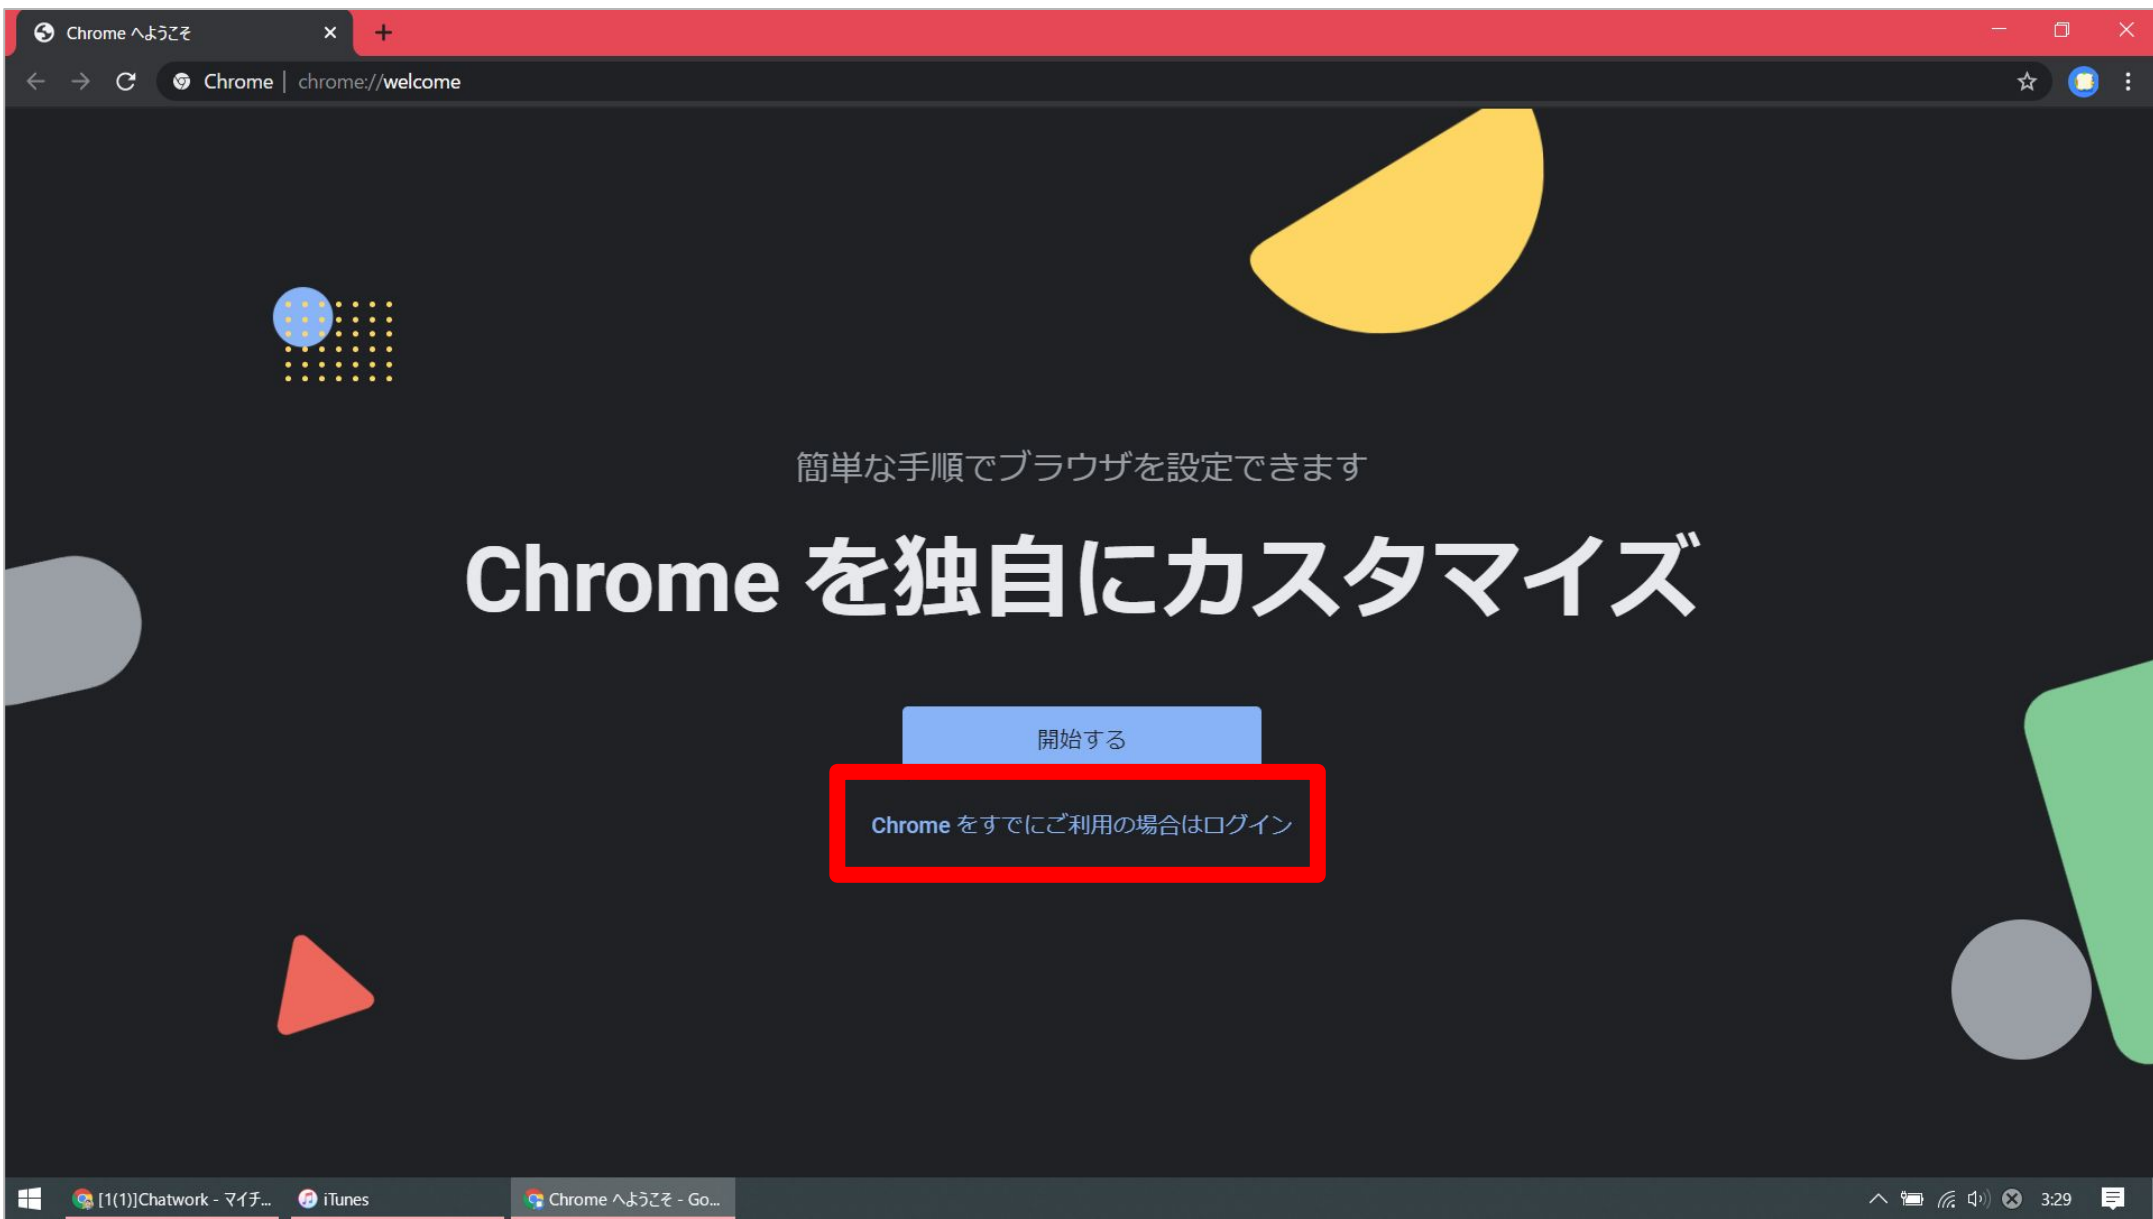 Chrome へようこそ
Chrome | chrome://welcome
簡単な手順でブラウザを設定できます
Chrome を独自にカスタマイズ
開始する
Chrome をすでにご利用の場合はログイン
[1(1)]Chatwork - マイチ...
iTunes
Chrome へようこそ - Go...
3:29